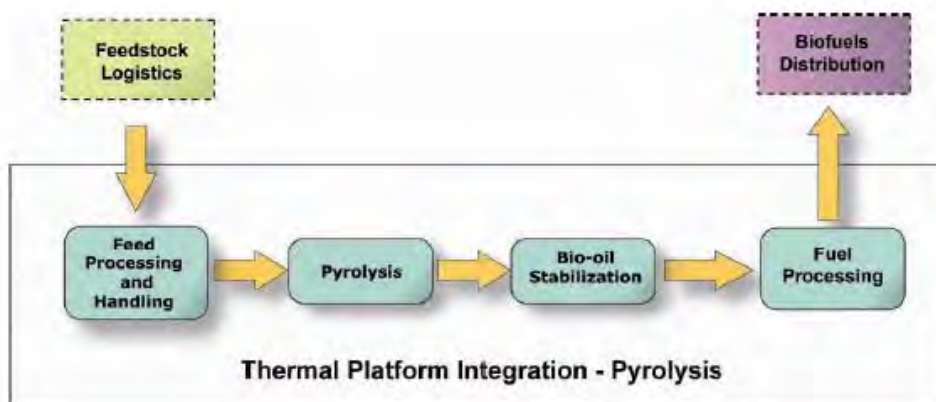 Feedstock
Logistics
Biofuels
Distribution
Feed
Processing
and
Handling
Pyrolysis
Bio-oil
Stabilization
Fuel
Processing
Thermal Platform Integration - Pyrolysis